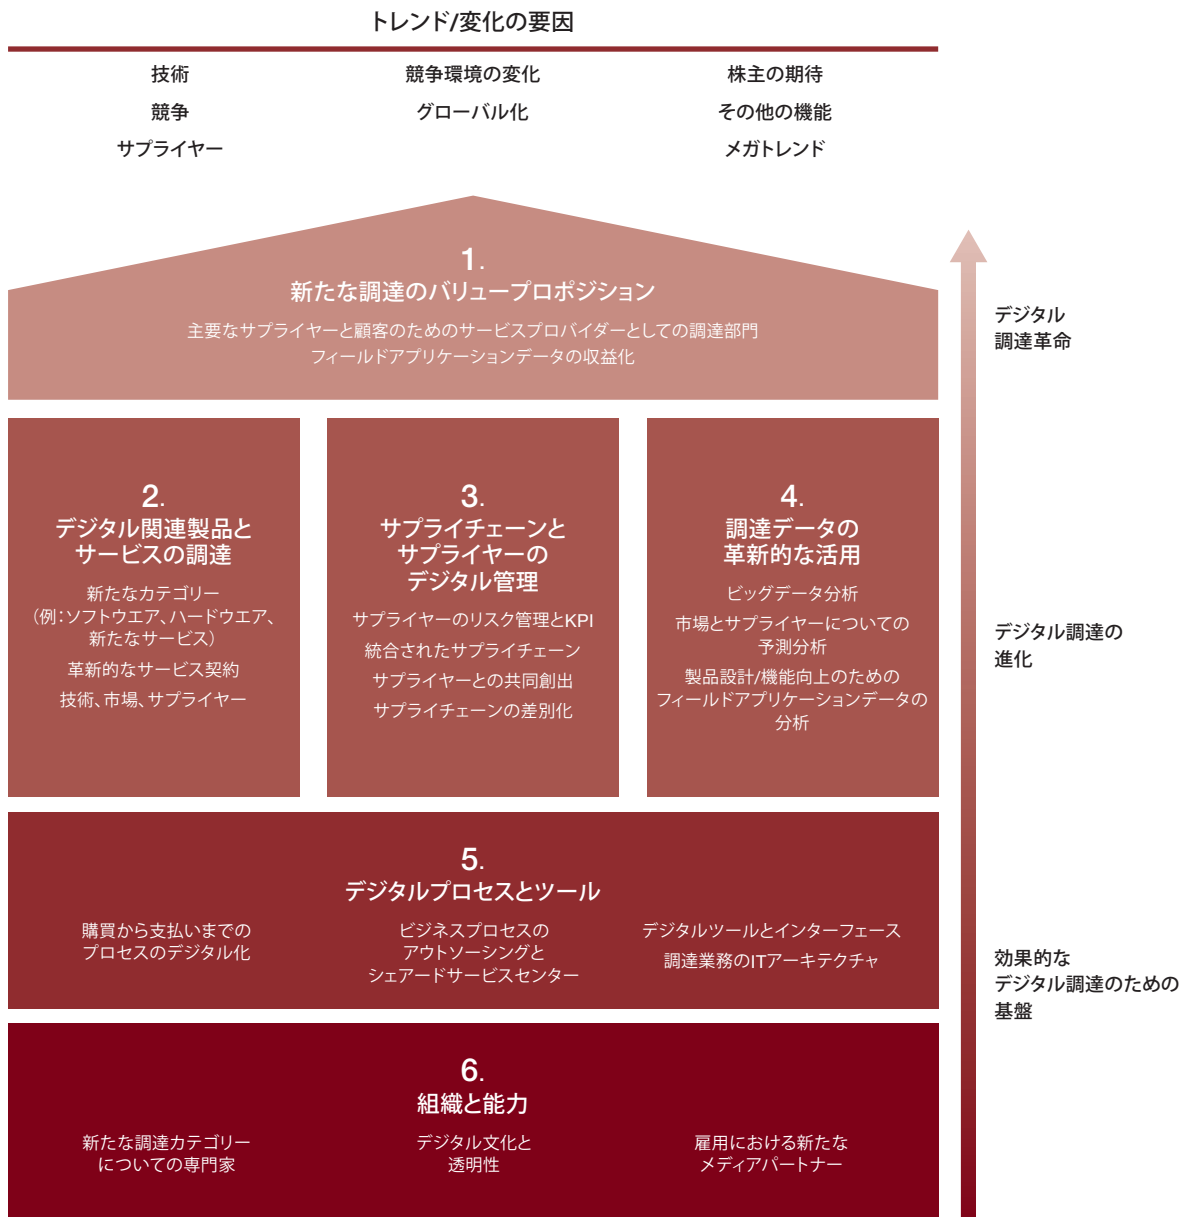 トレンド/変化の要因
技術
競争
サプライヤー
競争環境の変化
グローバル化
株主の期待
その他の機能
メガトレンド
1.
新たな調達のバリュープロポジション
主要なサプライヤーと顧客のためのサービスプロバイダーとしての調達部門
フィールドアプリケーションデータの収益化
デジタル
調達革命
2.
デジタル関連製品と
サービスの調達
新たなカテゴリー
（例：ソフトウエア、ハードウエア、
新たなサービス）
革新的なサービス契約
技術、市場、サプライヤー
3.
サプライチェーンと
サプライヤーの
デジタル管理
サプライヤーのリスク管理とKPI
統合されたサプライチェーン
サプライヤーとの共同創出
サプライチェーンの差別化
4.
調達データの
革新的な活用
ビッグデータ分析
市場とサプライヤーについての
予測分析
製品設計/機能向上のための
フィールドアプリケーションデータの
分析
デジタル調達の
進化
5.
デジタルプロセスとツール
購買から支払いまでの
プロセスのデジタル化
ビジネスプロセスの
アウトソーシングと
シェアードサービスセンター
デジタルツールとインターフェース
調達業務のITアーキテクチャ
効果的な
デジタル調達のための
基盤
6.
組織と能力
新たな調達カテゴリー
についての専門家
デジタル文化と
透明性
雇用における新たな
メディアパートナー